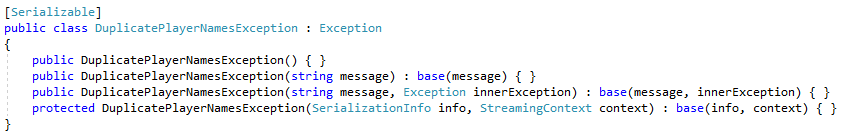 [Serializable]
public class DuplicatePlayerNamesException : Exception
{
public DuplicatePlayerNamesException() { }
public DuplicatePlayerNamesException(string message) : base(message) { }
public DuplicatePlayerNamesException(string message, Exception innerException) : base(message, innerException) { }
protected DuplicatePlayerNamesException(SerializationInfo info, StreamingContext context) : base(info, context) { }
}